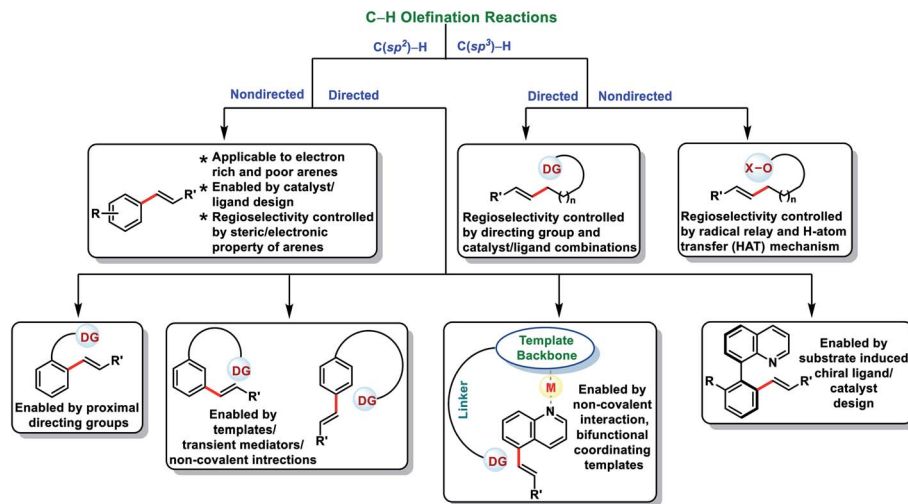 C–H Olefination Reactions
C(sp²)–H
C(sp³)–H
Nondirected
Directed
Directed
Nondirected
R
R'
* Applicable to electron
rich and poor arenes
* Enabled by catalyst/
ligand design
* Regioselectivity controlled
by steric/electronic
property of arenes
DG
R'
( )n
Regioselectivity controlled
by directing group and
catalyst/ligand combinations
X–O
R'
( )n
Regioselectivity controlled
by radical relay and H-atom
transfer (HAT) mechanism
DG
R'
Enabled by proximal
directing groups
DG
R'
DG
R'
Enabled by
templates/
transient mediators/
non-covalent intrections
Template
Backbone
Linker
M
N
DG
R'
Enabled by
non-covalent
interaction,
bifunctional
coordinating
templates
N
R
R'
Enabled by
substrate induced
chiral ligand/
catalyst
design